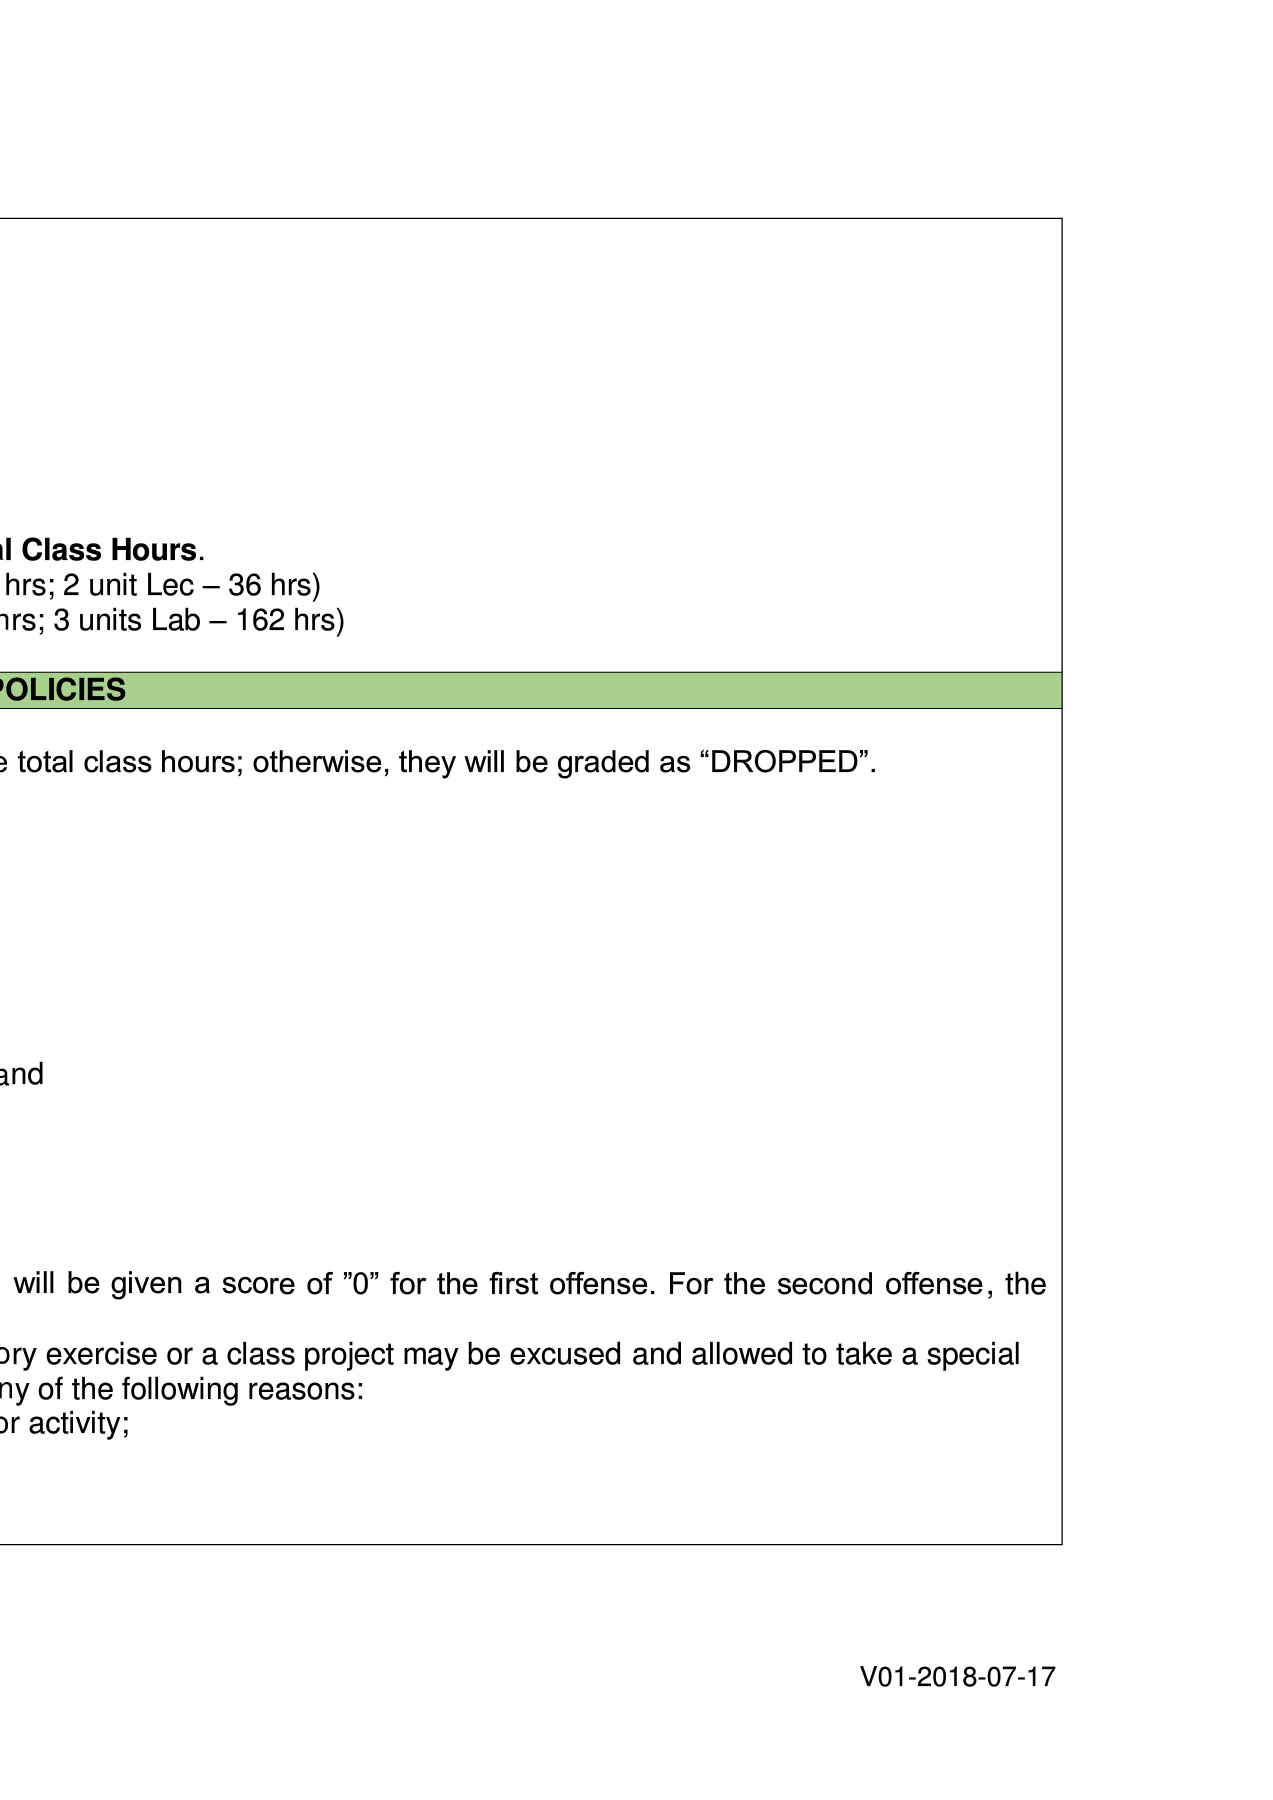 al Class Hours.
hrs; 2 unit Lec – 36 hrs)
hrs; 3 units Lab – 162 hrs)
POLICIES
e total class hours; otherwise, they will be graded as “DROPPED”.
and
will be given a score of ”0” for the first offense. For the second offense, the
ory exercise or a class project may be excused and allowed to take a special
ny of the following reasons:
or activity;
V01-2018-07-17